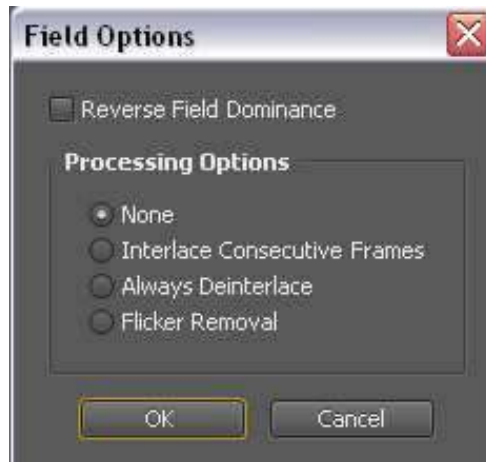 Field Options
Reverse Field Dominance
Processing Options
None
Interlace Consecutive Frames
Always Deinterlace
Flicker Removal
OK
Cancel